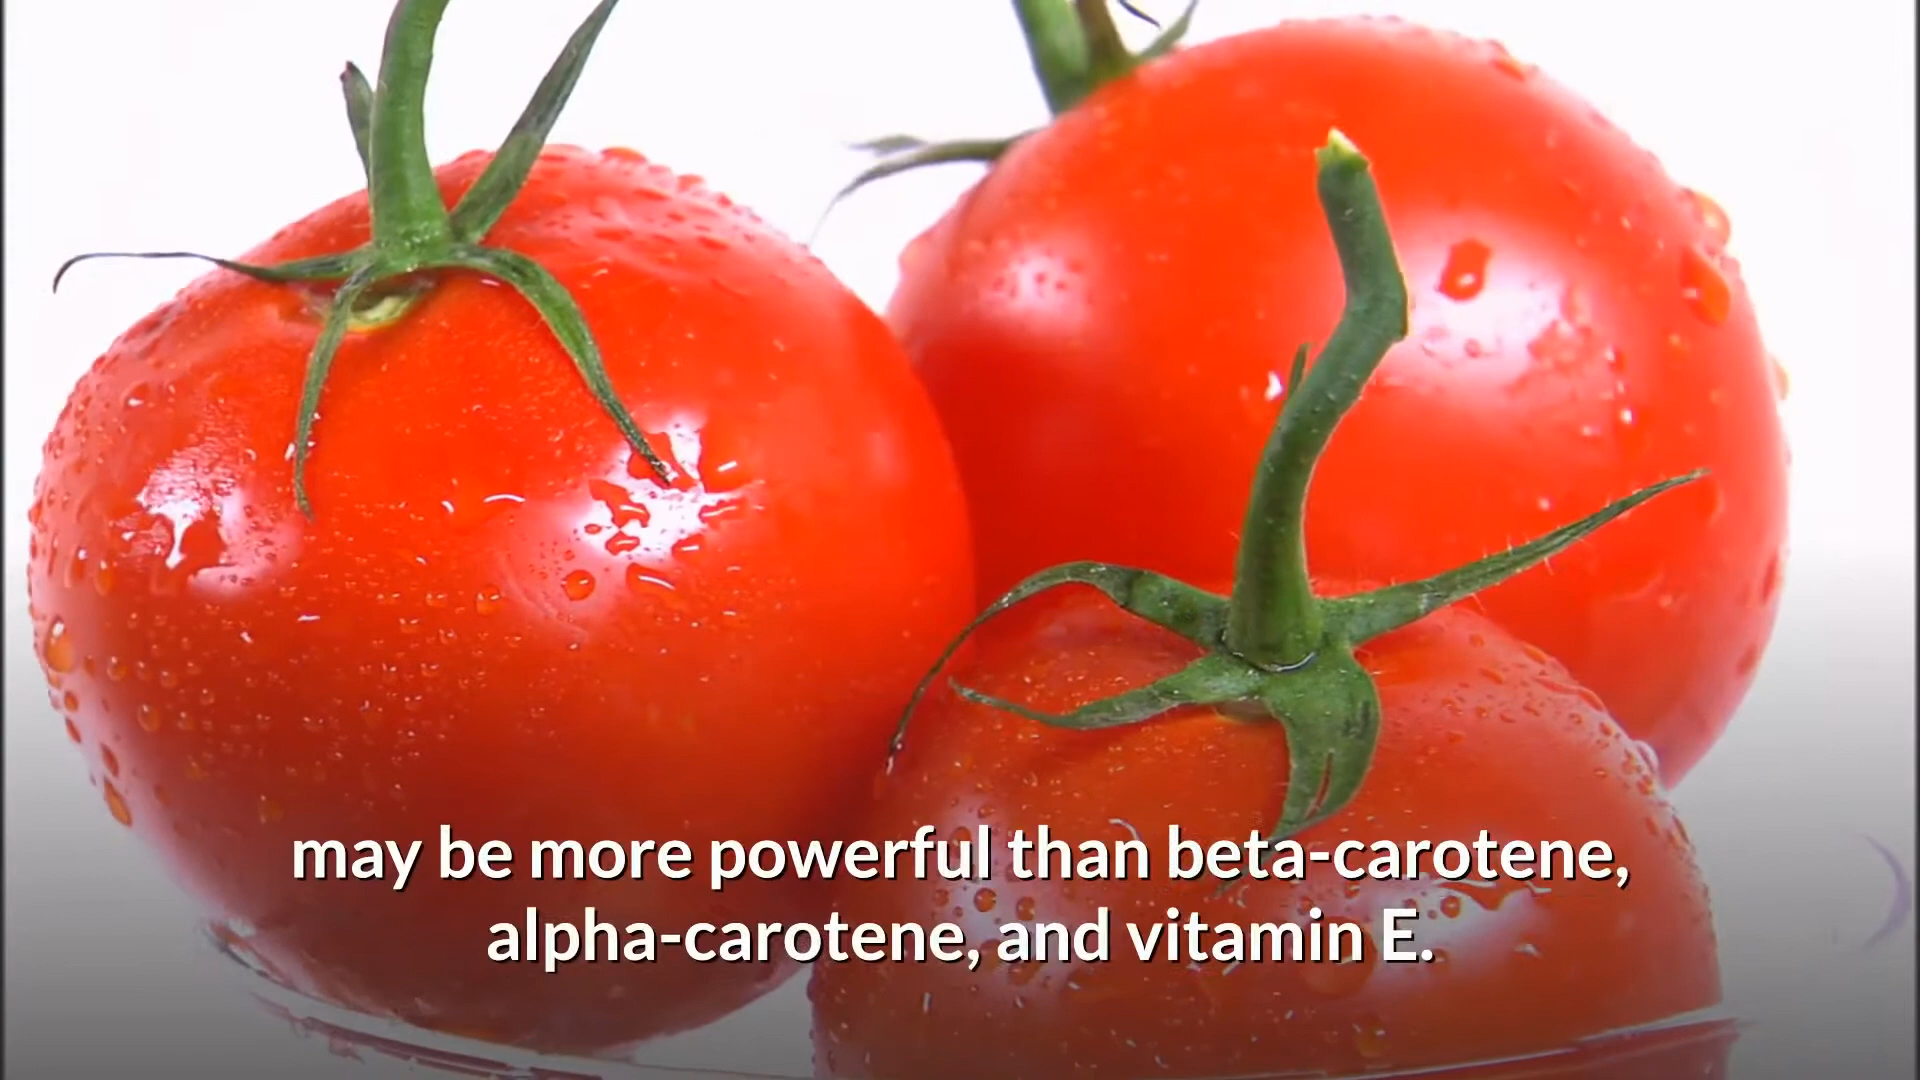 may be more powerful than beta-carotene,
alpha-carotene, and vitamin E.